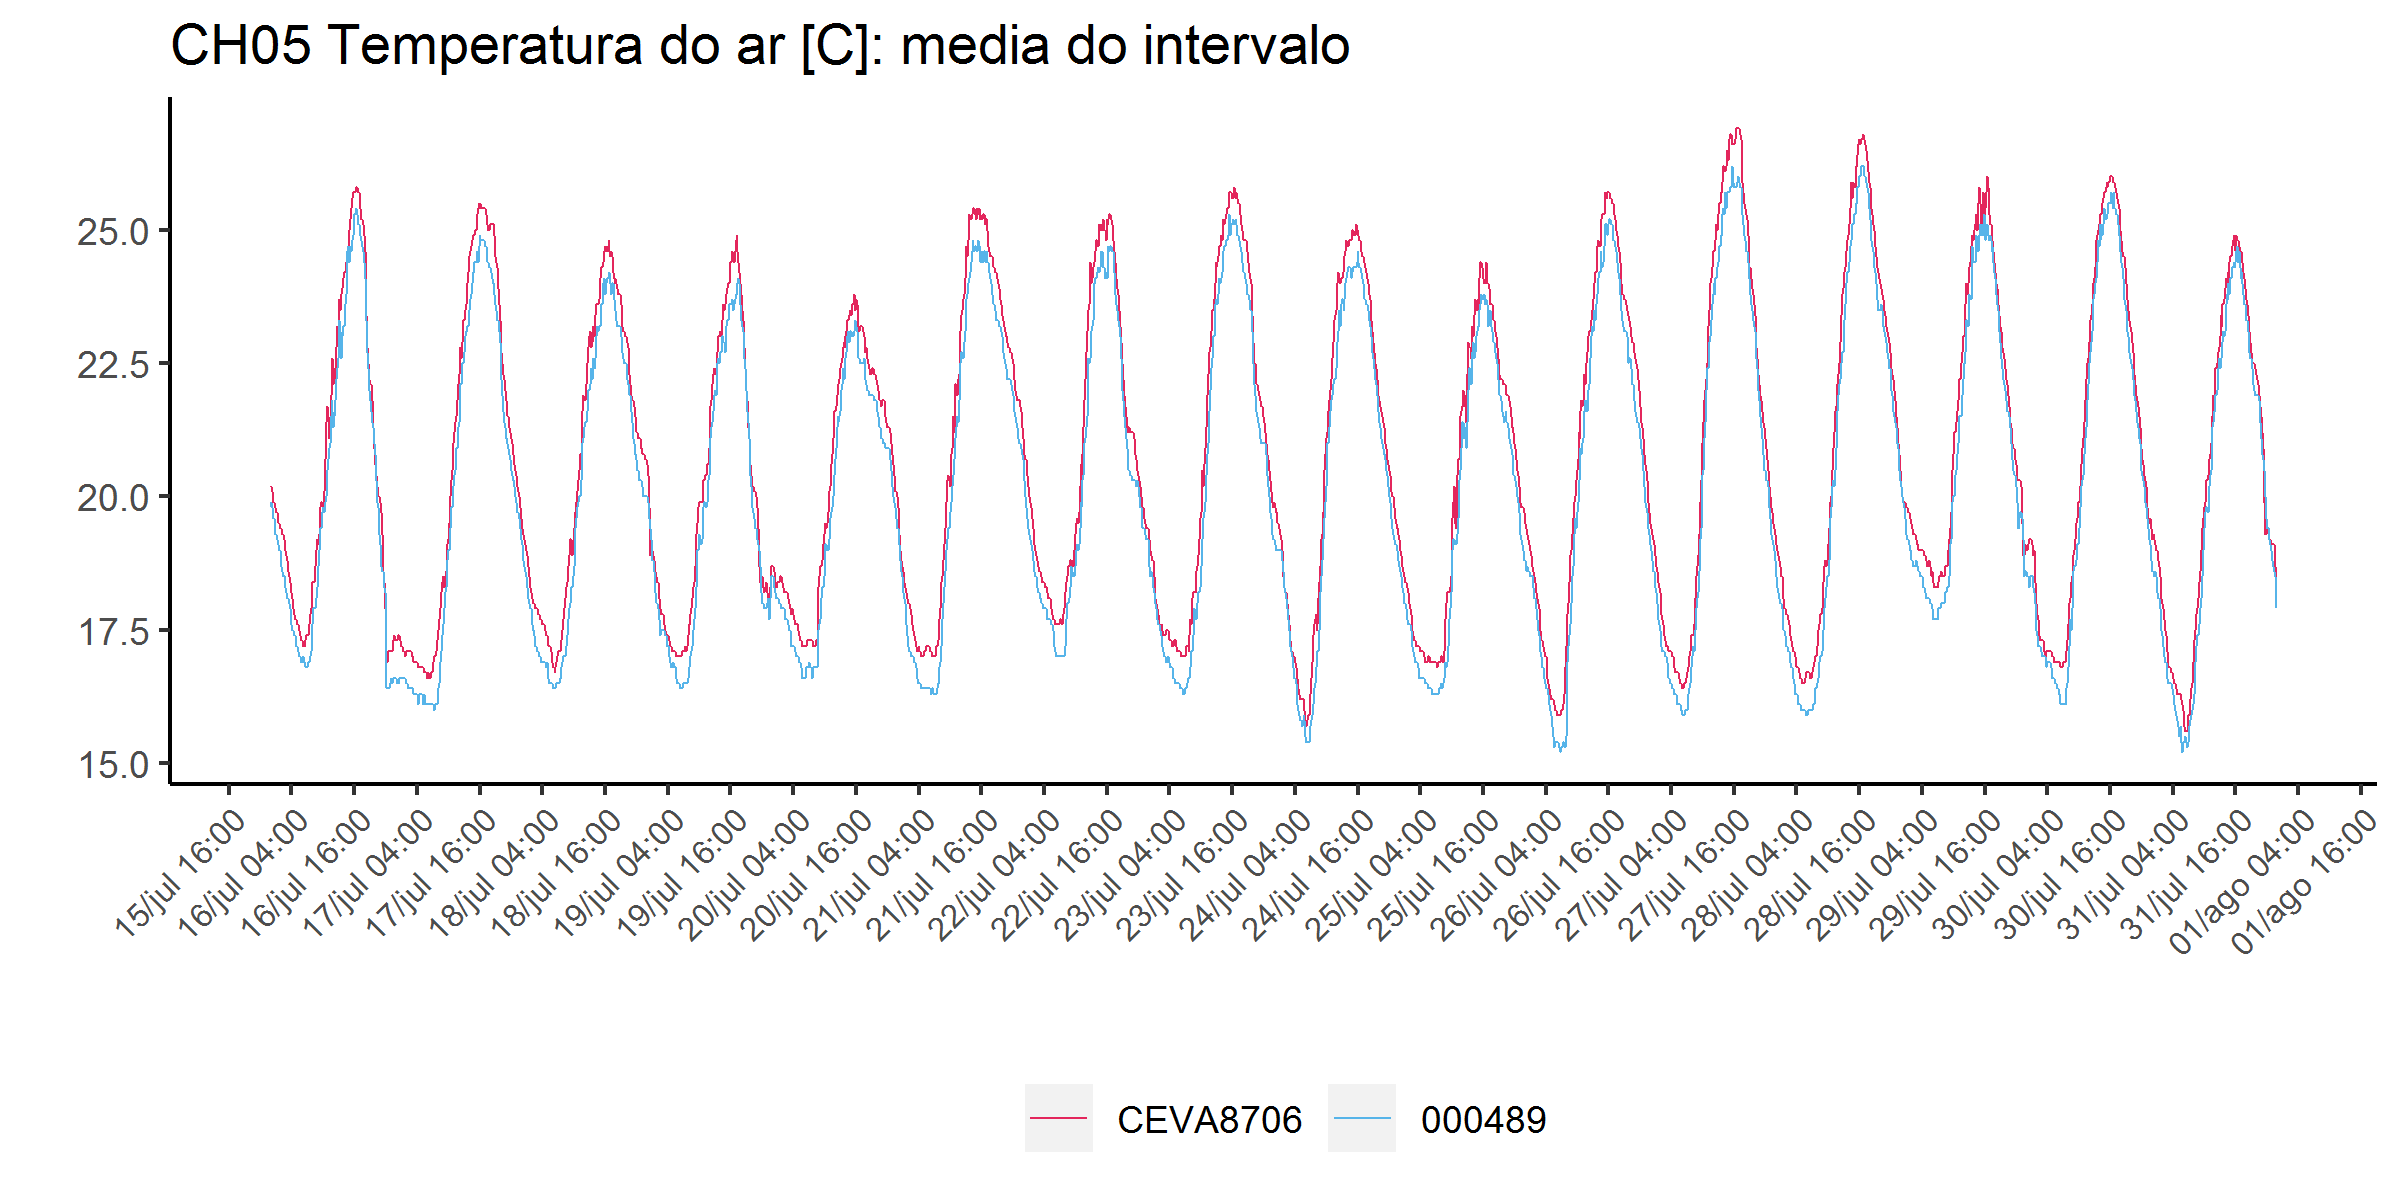 CH05 Temperatura do ar [C]: media do intervalo
25.0
22.5
20.0
17.5
15.0
15/jul 16:00
16/jul 04:00
16/jul 16:00
17/jul 04:00
17/jul 16:00
18/jul 04:00
18/jul 16:00
19/jul 04:00
19/jul 16:00
20/jul 04:00
20/jul 16:00
21/jul 04:00
21/jul 16:00
22/jul 04:00
22/jul 16:00
23/jul 04:00
23/jul 16:00
24/jul 04:00
24/jul 16:00
25/jul 04:00
25/jul 16:00
26/jul 04:00
26/jul 16:00
27/jul 04:00
27/jul 16:00
28/jul 04:00
28/jul 16:00
29/jul 04:00
29/jul 16:00
30/jul 04:00
30/jul 16:00
31/jul 04:00
31/jul 16:00
01/ago 04:00
01/ago 16:00
CEVA8706
000489